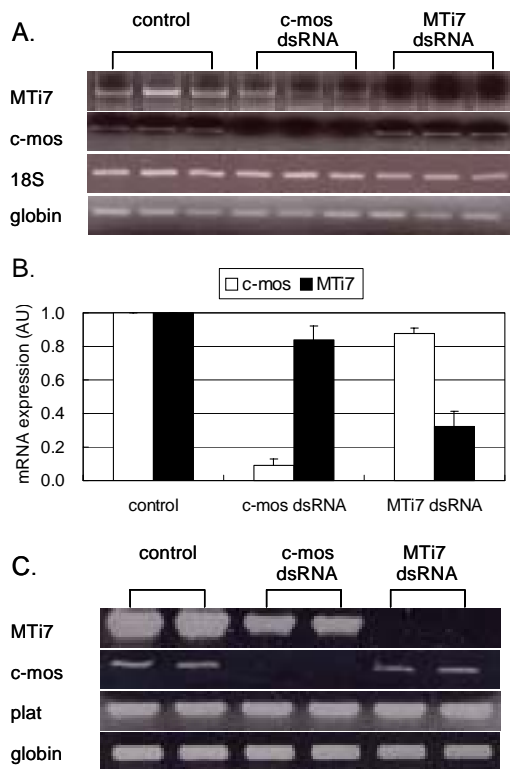 A.
control
c-mos
dsRNA
MTi7
dsRNA
MTi7
c-mos
18S
globin
B.
c-mos MTi7
mRNA expression (AU)
1.0
0.8
0.6
0.4
0.2
0.0
control c-mos dsRNA MTi7 dsRNA
C.
control
c-mos
dsRNA
MTi7
dsRNA
MTi7
c-mos
plat
globin